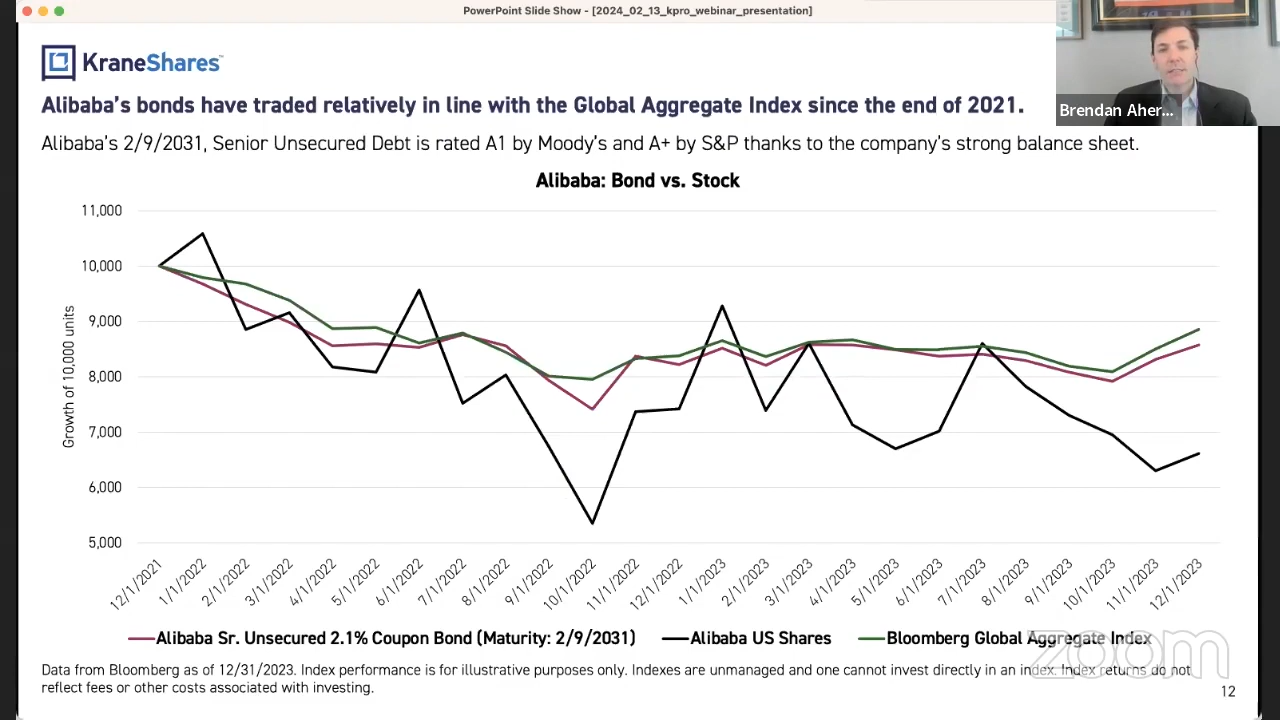 PowerPoint Slide Show - [2024_02_13_kpro_webinar_presentation]
KraneShares™
Brendan Aher...
Alibaba's bonds have traded relatively in line with the Global Aggregate Index since the end of 2021.
Alibaba's 2/9/2031, Senior Unsecured Debt is rated A1 by Moody's and A+ by S&P thanks to the company's strong balance sheet.
Alibaba: Bond vs. Stock
Growth of 10,000 units
11,000
10,000
9,000
8,000
7,000
6,000
5,000
12/1/2021
1/1/2022
2/1/2022
3/1/2022
4/1/2022
5/1/2022
6/1/2022
7/1/2022
8/1/2022
9/1/2022
10/1/2022
11/1/2022
12/1/2022
1/1/2023
2/1/2023
3/1/2023
4/1/2023
5/1/2023
6/1/2023
7/1/2023
8/1/2023
9/1/2023
10/1/2023
11/1/2023
12/1/2023
Alibaba Sr. Unsecured 2.1% Coupon Bond (Maturity: 2/9/2031)
Alibaba US Shares
Bloomberg Global Aggregate Index
zoom
Data from Bloomberg as of 12/31/2023. Index performance is for illustrative purposes only. Indexes are unmanaged and one cannot invest directly in an index. Index returns do not
reflect fees or other costs associated with investing.
12